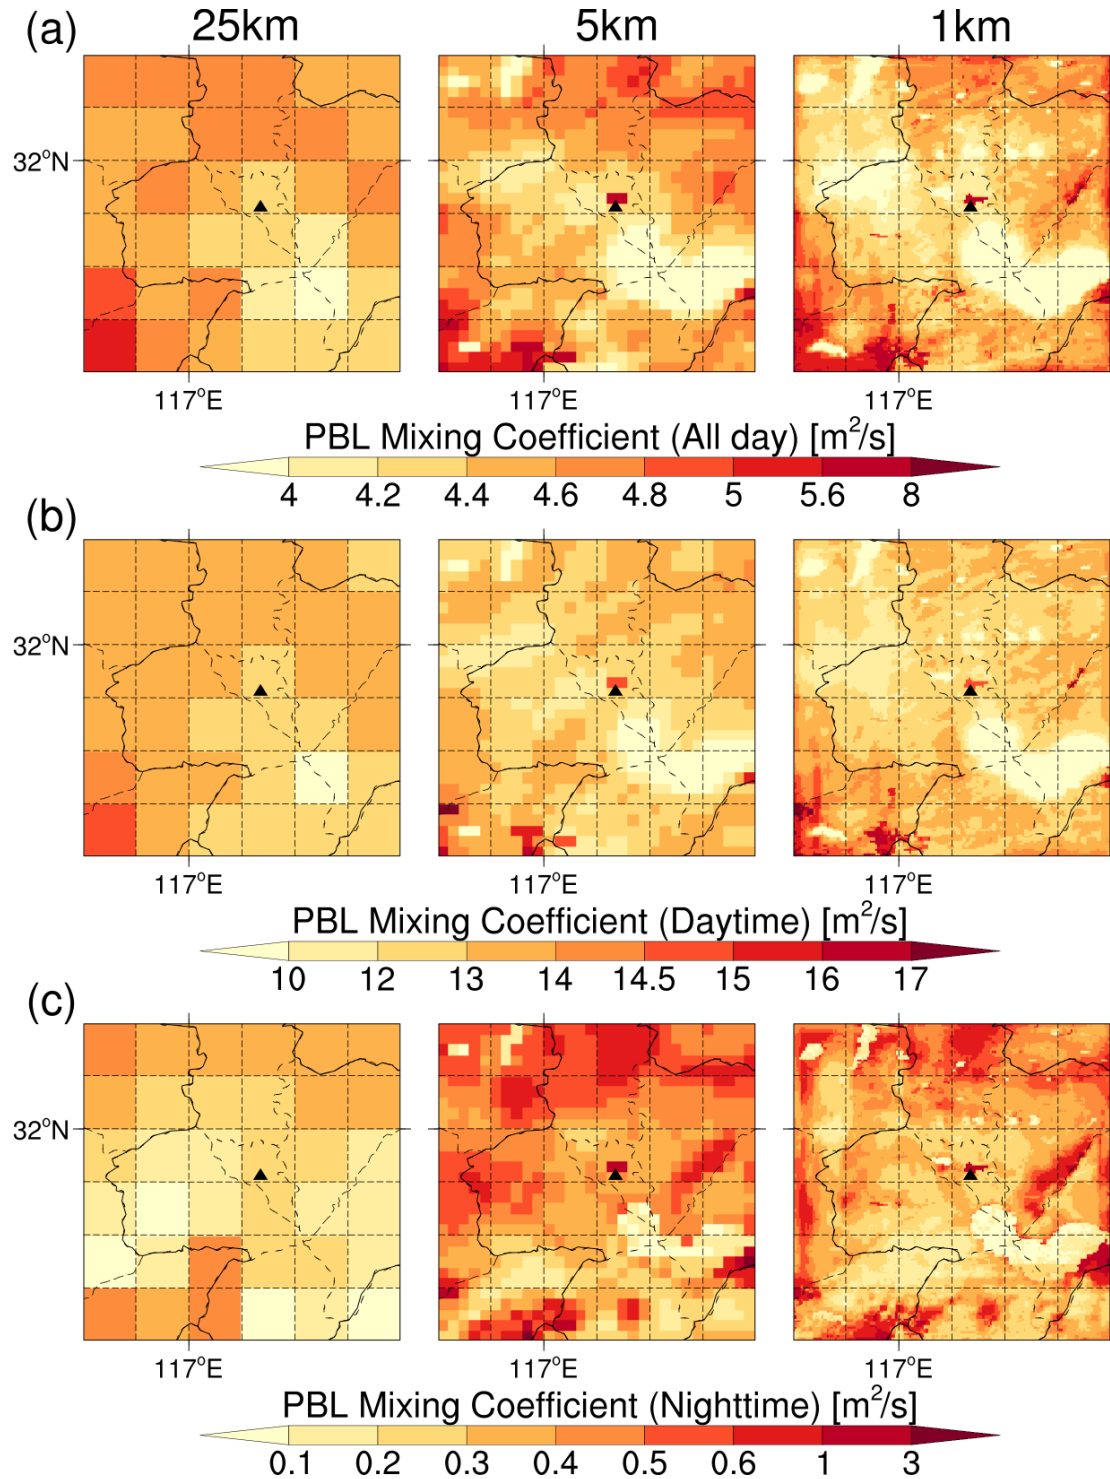 (a) 25km 5km 1km
32°N
117°E 117°E 117°E
PBL Mixing Coefficient (All day) [m²/s]
4 4.2 4.4 4.6 4.8 5 5.6 8
(b)
32°N
117°E 117°E 117°E
PBL Mixing Coefficient (Daytime) [m²/s]
10 12 13 14 14.5 15 16 17
(c)
32°N
117°E 117°E 117°E
PBL Mixing Coefficient (Nighttime) [m²/s]
0.1 0.2 0.3 0.4 0.5 0.6 1 3